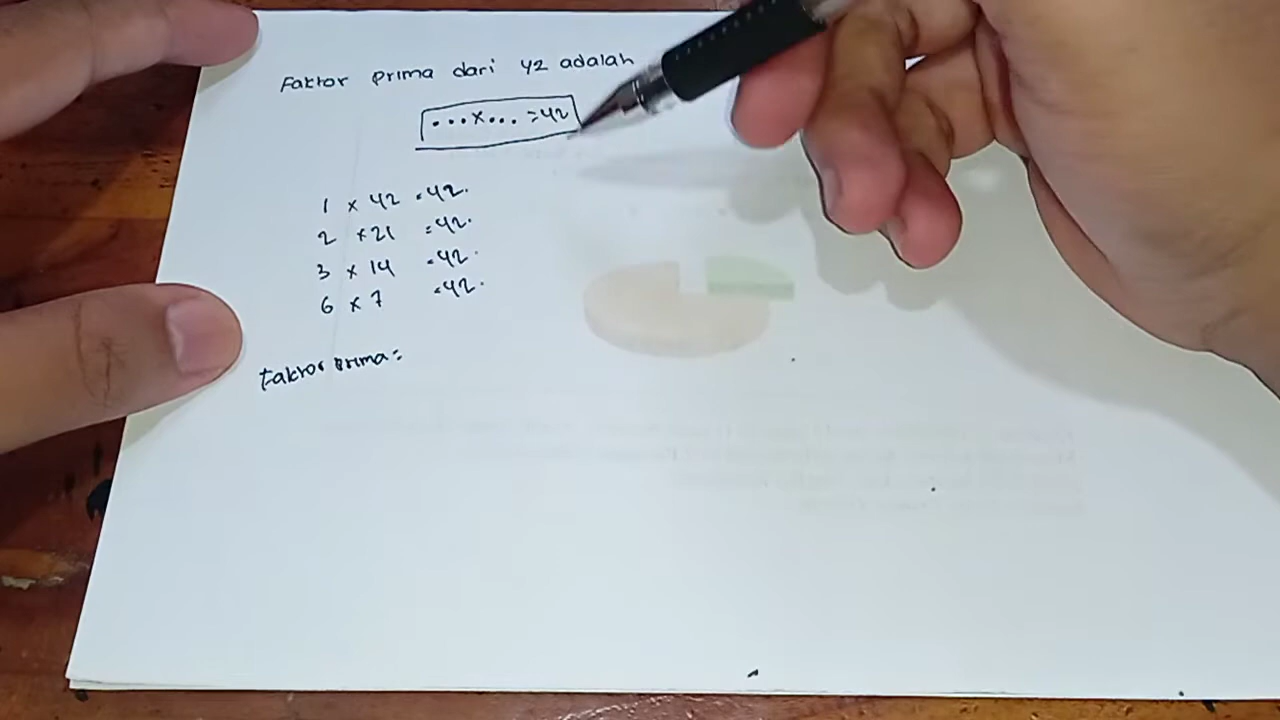 Faktor prima dari 42 adalah
...x... = 42
1 x 42 = 42.
2 x 21 = 42.
3 x 14 = 42.
6 x 7 = 42.
Faktor prima: